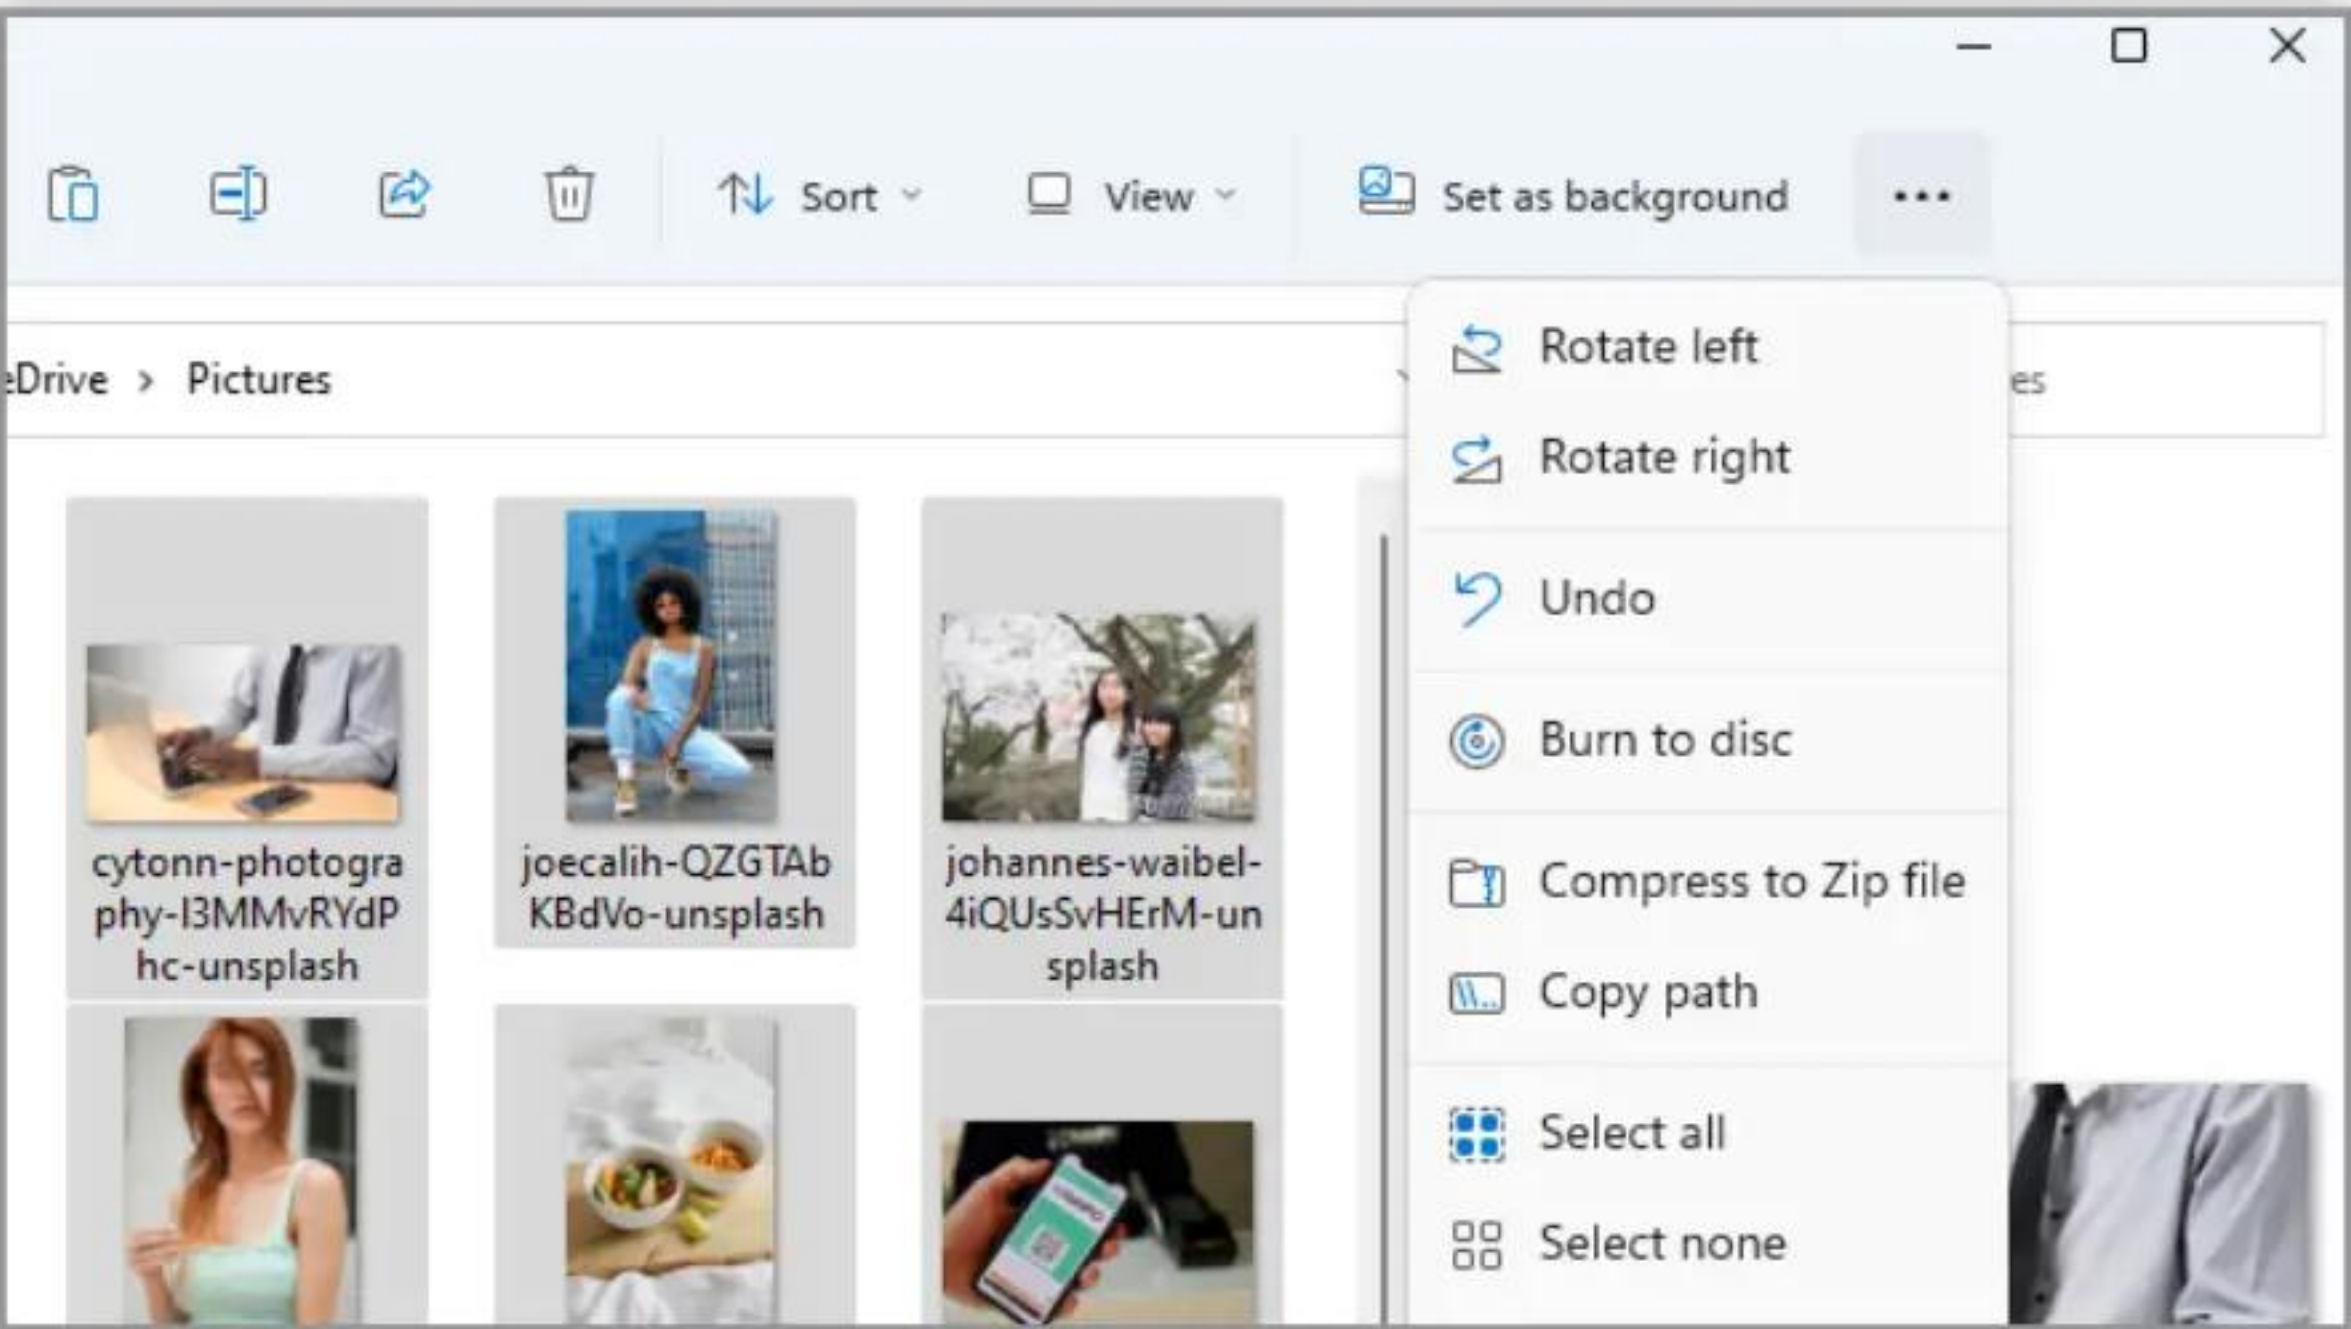 Sort
View
Set as background
eDrive > Pictures
es
Rotate left
Rotate right
Undo
Burn to disc
Compress to Zip file
Copy path
Select all
Select none
cytonn-photogra
phy-I3MMvRYdP
hc-unsplash
joecalih-QZGTAb
KBdVo-unsplash
johannes-waibel-
4iQUsSvHErM-un
splash